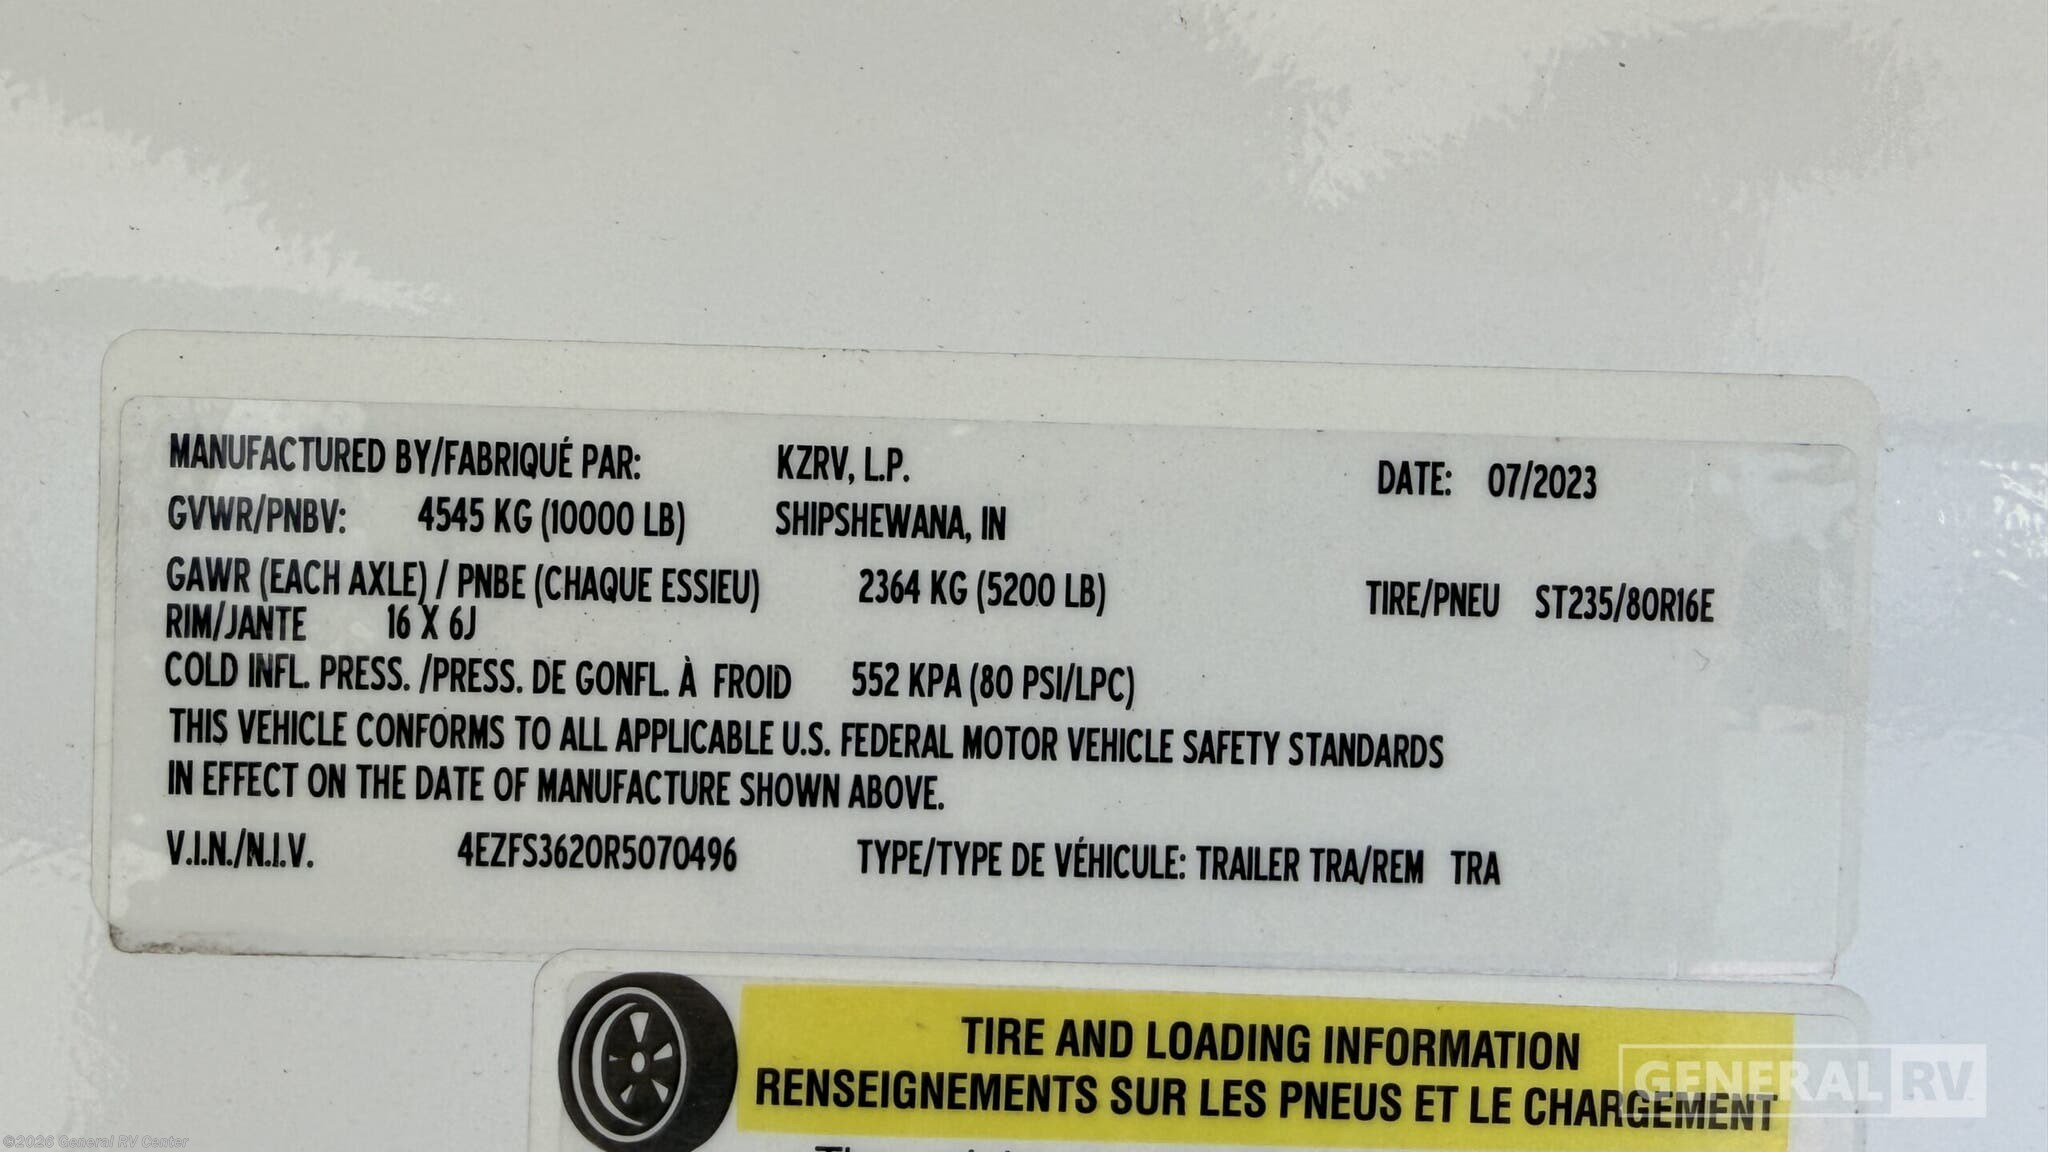 MANUFACTURED BY/FABRIQUÉ PAR: KZRV, L.P. DATE: 07/2023
GVWR/PNBV: 4545 KG (10000 LB) SHIPSHEWANA, IN
GAWR (EACH AXLE) / PNBE (CHAQUE ESSIEU) 2364 KG (5200 LB) TIRE/PNEU ST235/80R16E
RIM/JANTE 16 X 6J
COLD INFL. PRESS. /PRESS. DE GONFL. À FROID 552 KPA (80 PSI/LPC)
THIS VEHICLE CONFORMS TO ALL APPLICABLE U.S. FEDERAL MOTOR VEHICLE SAFETY STANDARDS
IN EFFECT ON THE DATE OF MANUFACTURE SHOWN ABOVE.
V.I.N./N.I.V. 4EZFS3620R5070496 TYPE/TYPE DE VÉHICULE: TRAILER TRA/REM TRA
TIRE AND LOADING INFORMATION
RENSEIGNEMENTS SUR LES PNEUS ET LE CHARGEMENT
GENERAL RV
©2026 General RV Center